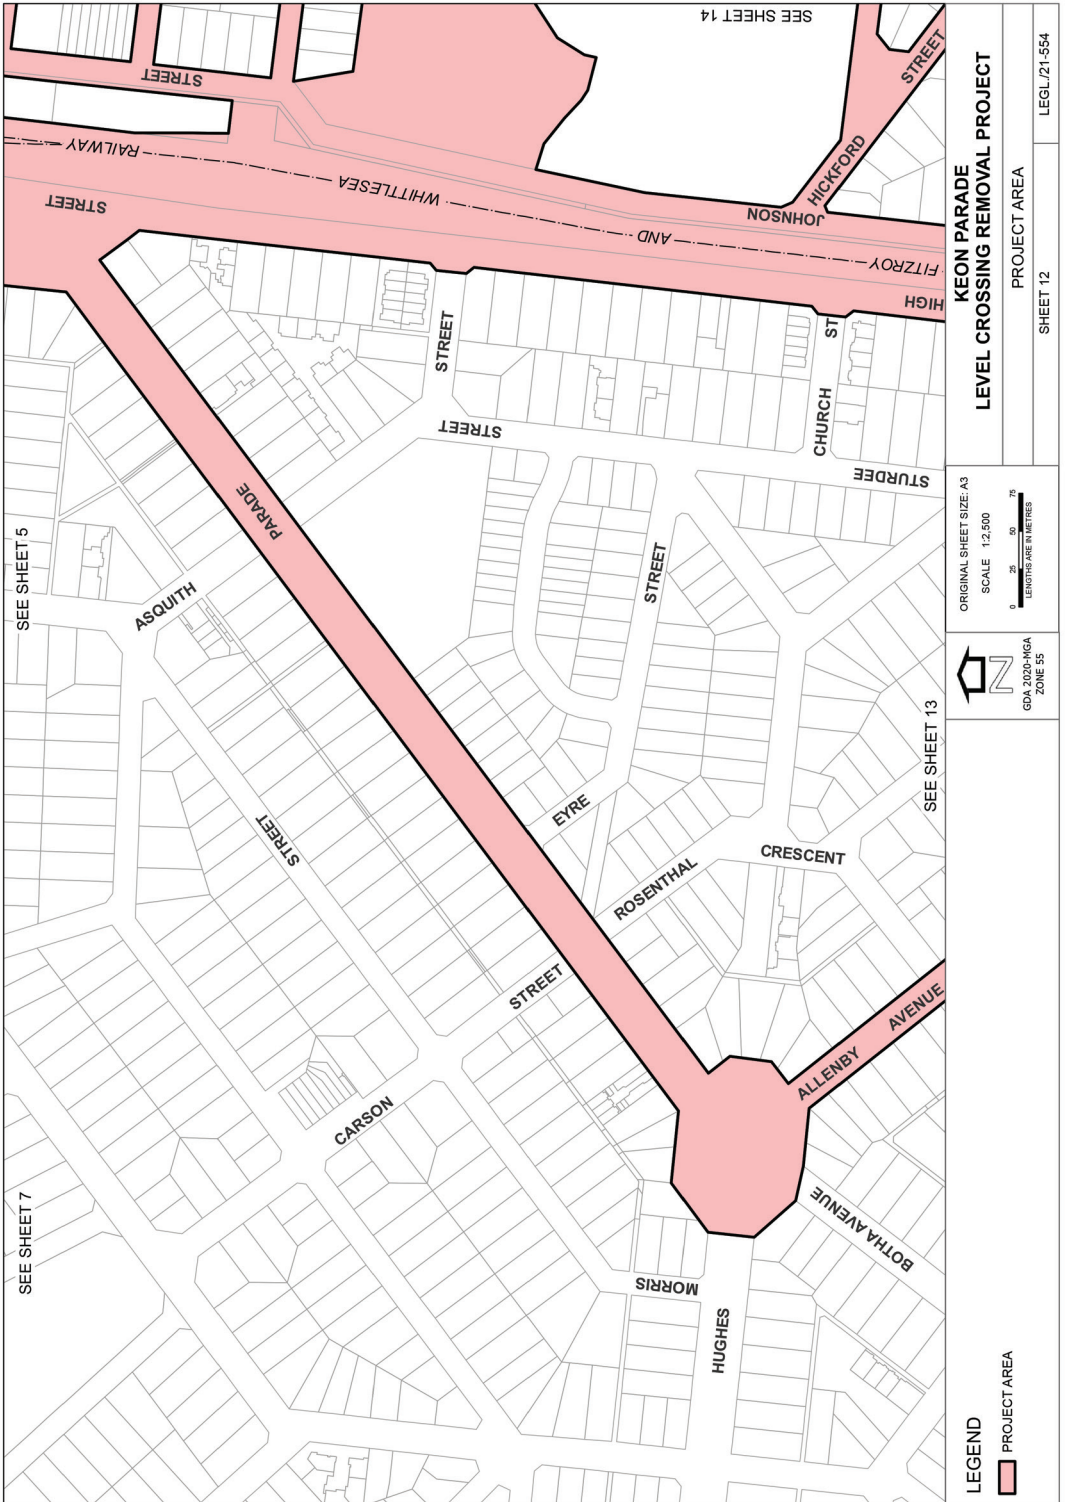 SEE SHEET 7
SEE SHEET 5
STREET
RAILWAY
STREET
SEE SHEET 14
WHITTLESEA
AND
FITZROY
HIGH
JOHNSON
HICKFORD
STREET
PARADE
ASQUITH
STREET
STREET
STREET
CHURCH
ST
STURDEE
STREET
EYRE
ROSENTHAL
CRESCENT
STREET
CARSON
ALLENBY
AVENUE
BOTHA AVENUE
MORRIS
HUGHES
SEE SHEET 13
LEGEND
PROJECT AREA
N
GDA 2020-MGA
ZONE 55
ORIGINAL SHEET SIZE: A3
SCALE 1:2,500
0 25 50 75
LENGTHS ARE IN METRES
KEON PARADE
LEVEL CROSSING REMOVAL PROJECT
PROJECT AREA
SHEET 12
LEGL./21-554